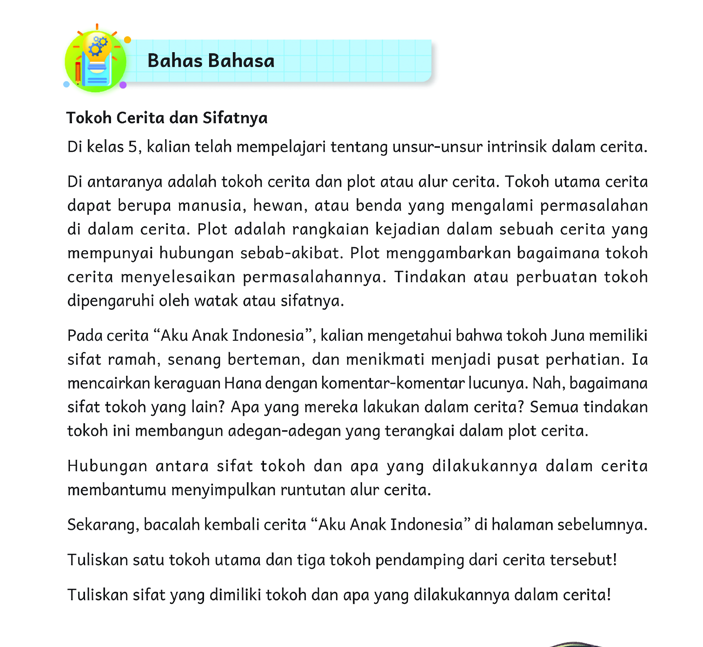 Bahas Bahasa
Tokoh Cerita dan Sifatnya
Di kelas 5, kalian telah mempelajari tentang unsur-unsur intrinsik dalam cerita.
Di antaranya adalah tokoh cerita dan plot atau alur cerita. Tokoh utama cerita
dapat berupa manusia, hewan, atau benda yang mengalami permasalahan
di dalam cerita. Plot adalah rangkaian kejadian dalam sebuah cerita yang
mempunyai hubungan sebab-akibat. Plot menggambarkan bagaimana tokoh
cerita menyelesaikan permasalahannya. Tindakan atau perbuatan tokoh
dipengaruhi oleh watak atau sifatnya.
Pada cerita “Aku Anak Indonesia”, kalian mengetahui bahwa tokoh Juna memiliki
sifat ramah, senang berteman, dan menikmati menjadi pusat perhatian. Ia
mencairkan keraguan Hana dengan komentar-komentar lucunya. Nah, bagaimana
sifat tokoh yang lain? Apa yang mereka lakukan dalam cerita? Semua tindakan
tokoh ini membangun adegan-adegan yang terangkai dalam plot cerita.
Hubungan antara sifat tokoh dan apa yang dilakukannya dalam cerita
membantumu menyimpulkan runtutan alur cerita.
Sekarang, bacalah kembali cerita “Aku Anak Indonesia” di halaman sebelumnya.
Tuliskan satu tokoh utama dan tiga tokoh pendamping dari cerita tersebut!
Tuliskan sifat yang dimiliki tokoh dan apa yang dilakukannya dalam cerita!